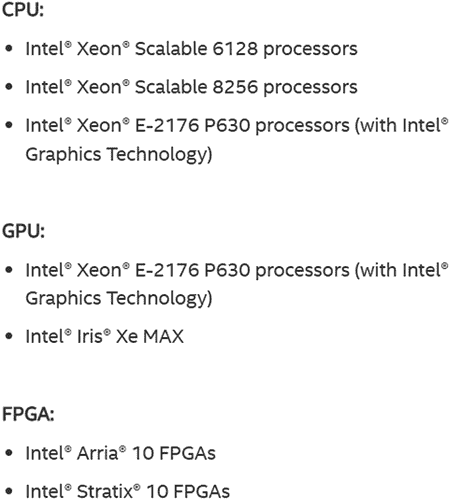 CPU:
• Intel® Xeon® Scalable 6128 processors
• Intel® Xeon® Scalable 8256 processors
• Intel® Xeon® E-2176 P630 processors (with Intel®
Graphics Technology)
GPU:
• Intel® Xeon® E-2176 P630 processors (with Intel®
Graphics Technology)
• Intel® Iris® Xe MAX
FPGA:
• Intel® Arria® 10 FPGAs
• Intel® Stratix® 10 FPGAs